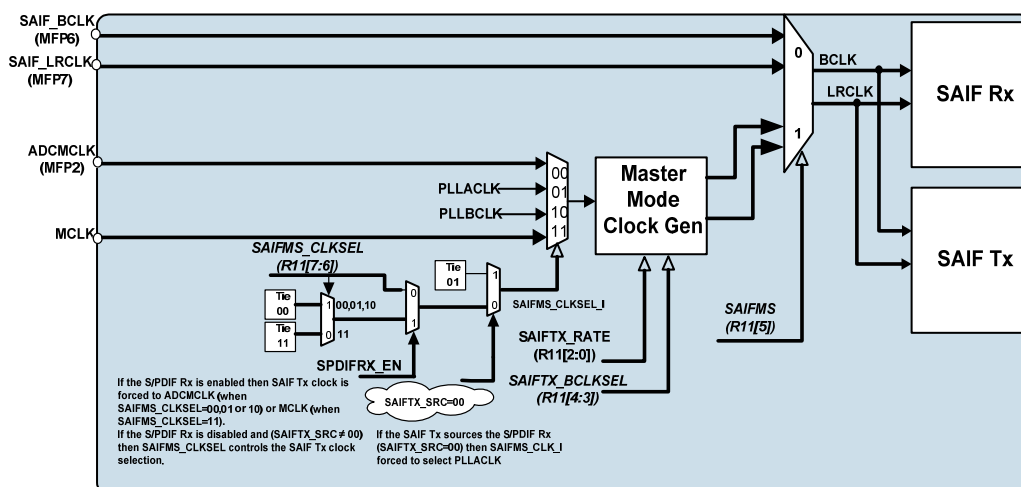 SAIF_BCLK
(MFP6)
SAIF_LRCLK
(MFP7)
ADCMCLK
(MFP2)
MCLK
PLLACLK
PLLBCLK
00
01
10
11
Master
Mode
Clock Gen
0
1
BCLK
LRCLK
SAIF Rx
SAIF Tx
SAIFMS_CLKSEL
(R11[7:6])
Tie
00
Tie
11
1
0
00,01,10
11
0
1
Tie
01
1
0
SAIFMS_CLKSEL_I
SPDIFRX_EN
SAIFTX_SRC=00
SAIFTX_RATE
(R11[2:0])
SAIFTX_BCLKSEL
(R11[4:3])
SAIFMS
(R11[5])
If the S/PDIF Rx is enabled then SAIF Tx clock is
forced to ADCMCLK (when
SAIFMS_CLKSEL=00,01 or 10) or MCLK (when
SAIFMS_CLKSEL=11).
If the S/PDIF Rx is disabled and (SAIFTX_SRC ≠ 00)
then SAIFMS_CLKSEL controls the SAIF Tx clock
selection.
If the SAIF Tx sources the S/PDIF Rx
(SAIFTX_SRC=00) then SAIFMS_CLK_I
forced to select PLLACLK